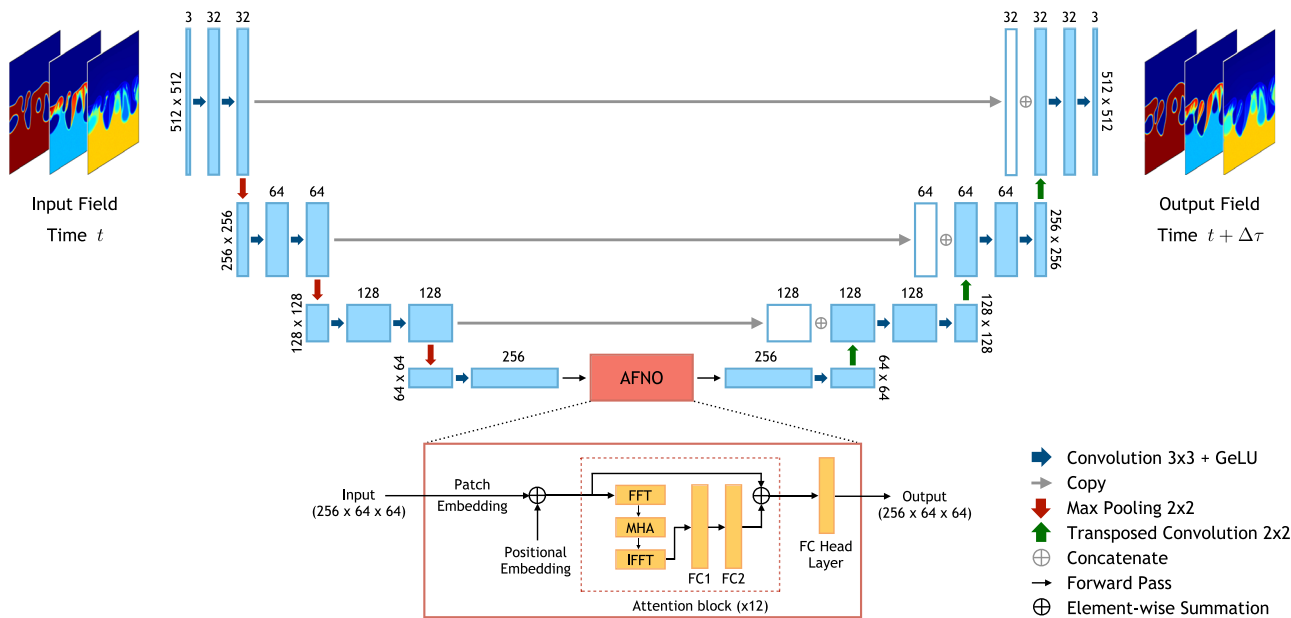 3 32 32
32 32 32 3
512 x 512
512 x 512
Input Field
Time t
Output Field
Time t + Δτ
64 64
64 64 64
256 x 256
256 x 256
128 128
128 128 128
128 x 128
128 x 128
256
256
64 x 64
64 x 64
AFNO
Input
(256 x 64 x 64)
Patch
Embedding
Positional
Embedding
FFT
MHA
IFFT
FC1 FC2
Attention block (x12)
FC Head
Layer
Output
(256 x 64 x 64)
Convolution 3x3 + GeLU
Copy
Max Pooling 2x2
Transposed Convolution 2x2
Concatenate
Forward Pass
Element-wise Summation